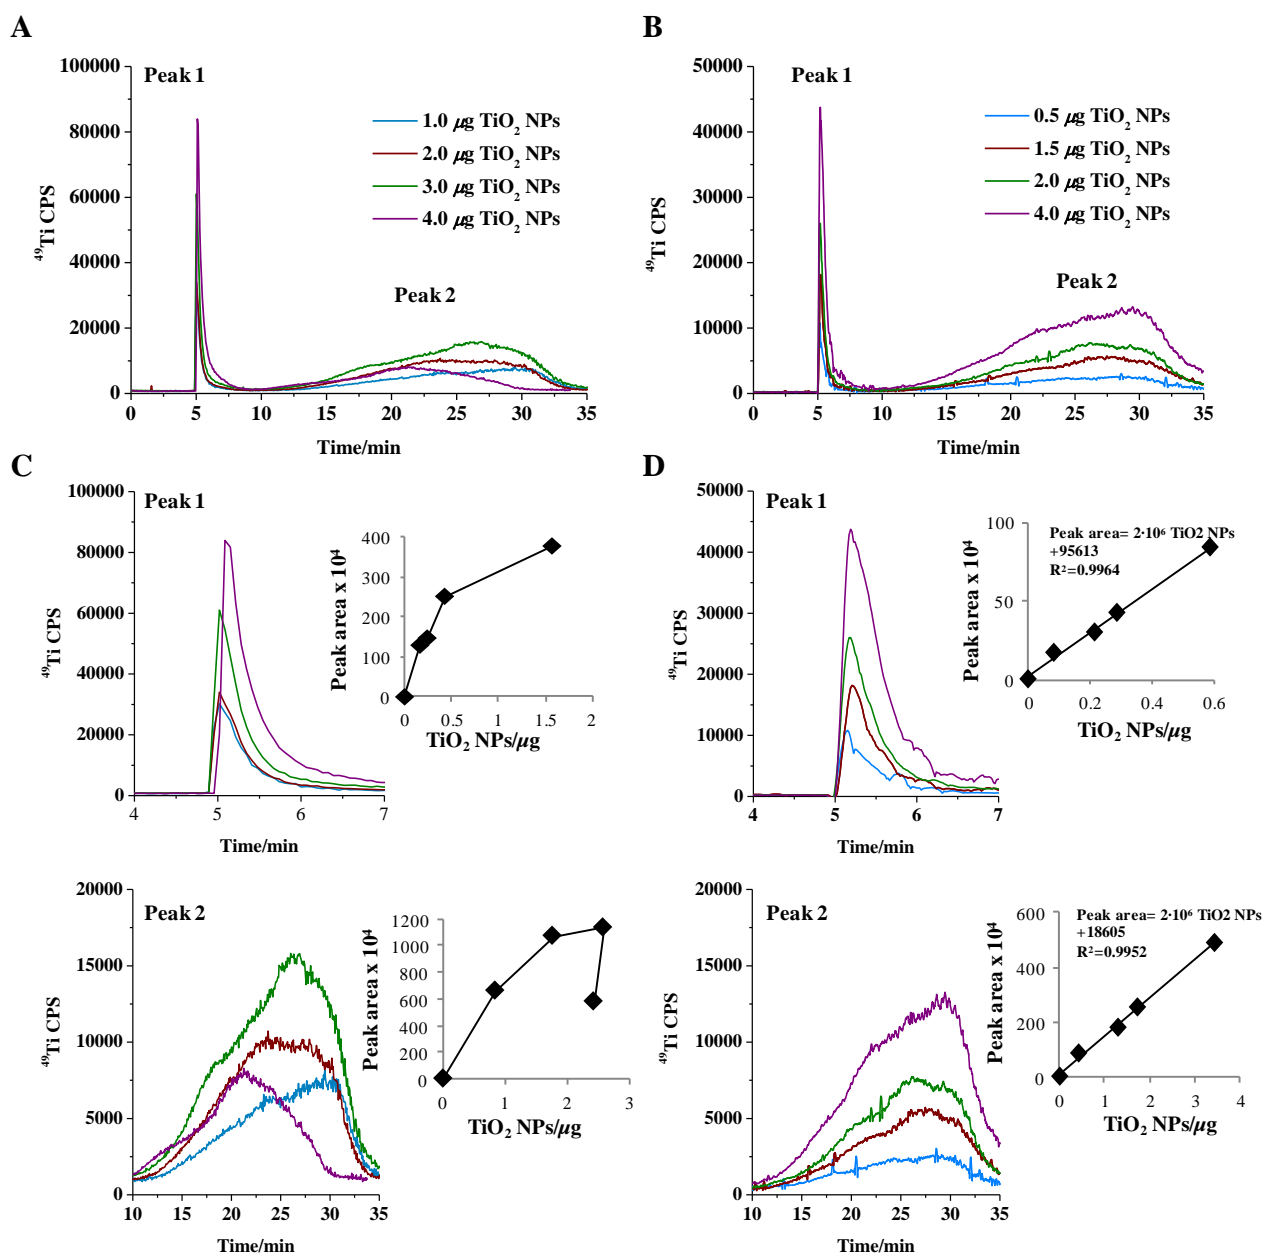 A
Peak 1
100000
80000
60000
40000
20000
0
⁴⁹Ti CPS
1.0 µg TiO₂ NPs
2.0 µg TiO₂ NPs
3.0 µg TiO₂ NPs
4.0 µg TiO₂ NPs
Peak 2
0 5 10 15 20 25 30 35
Time/min
B
Peak 1
50000
40000
30000
20000
10000
0
⁴⁹Ti CPS
0.5 µg TiO₂ NPs
1.5 µg TiO₂ NPs
2.0 µg TiO₂ NPs
4.0 µg TiO₂ NPs
Peak 2
0 5 10 15 20 25 30 35
Time/min
C
Peak 1
100000
80000
60000
40000
20000
0
⁴⁹Ti CPS
4 5 6 7
Time/min
Peak area x 10⁴
400
300
200
100
0
0 0.5 1 1.5 2
TiO₂ NPs/µg
D
Peak 1
50000
40000
30000
20000
10000
0
⁴⁹Ti CPS
4 5 6 7
Time/min
Peak area x 10⁴
100
50
0
Peak area= 2·10⁶ TiO2 NPs
+95613
R²=0.9964
0 0.2 0.4 0.6
TiO₂ NPs/µg
Peak 2
20000
15000
10000
5000
0
⁴⁹Ti CPS
10 15 20 25 30 35
Time/min
Peak area x 10⁴
1200
1000
800
600
400
200
0
0 1 2 3
TiO₂ NPs/µg
Peak 2
20000
15000
10000
5000
0
⁴⁹Ti CPS
10 15 20 25 30 35
Time/min
Peak area x 10⁴
600
400
200
0
Peak area= 2·10⁶ TiO2 NPs
+18605
R²=0.9952
0 1 2 3 4
TiO₂ NPs/µg